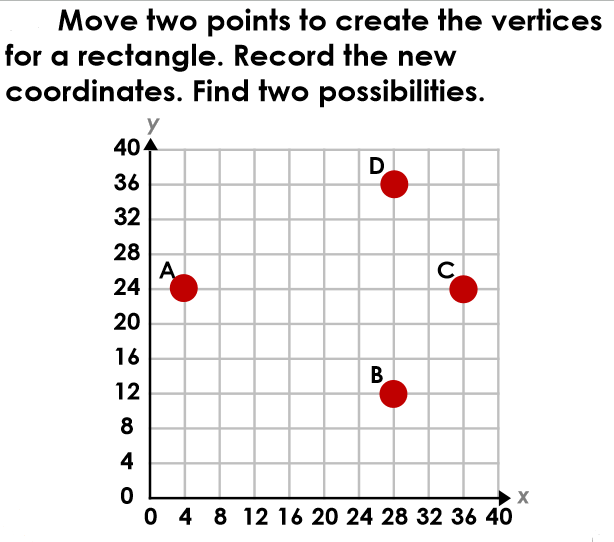 Move two points to create the vertices
for a rectangle. Record the new
coordinates. Find two possibilities.
y
40
D
36
32
28
A
C
24
20
16
B
12
8
4
0
x
0 4 8 12 16 20 24 28 32 36 40